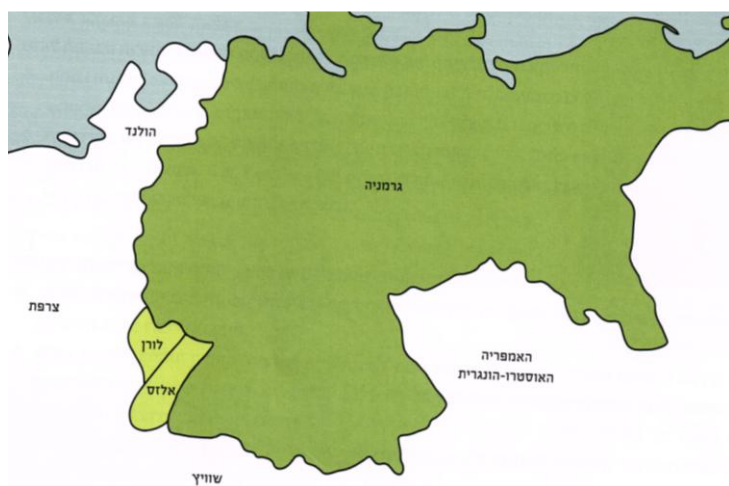 הולנד
גרמניה
צרפת
לורן
אלזס
האמפריה
האוסטרו-הונגרית
שוויץ